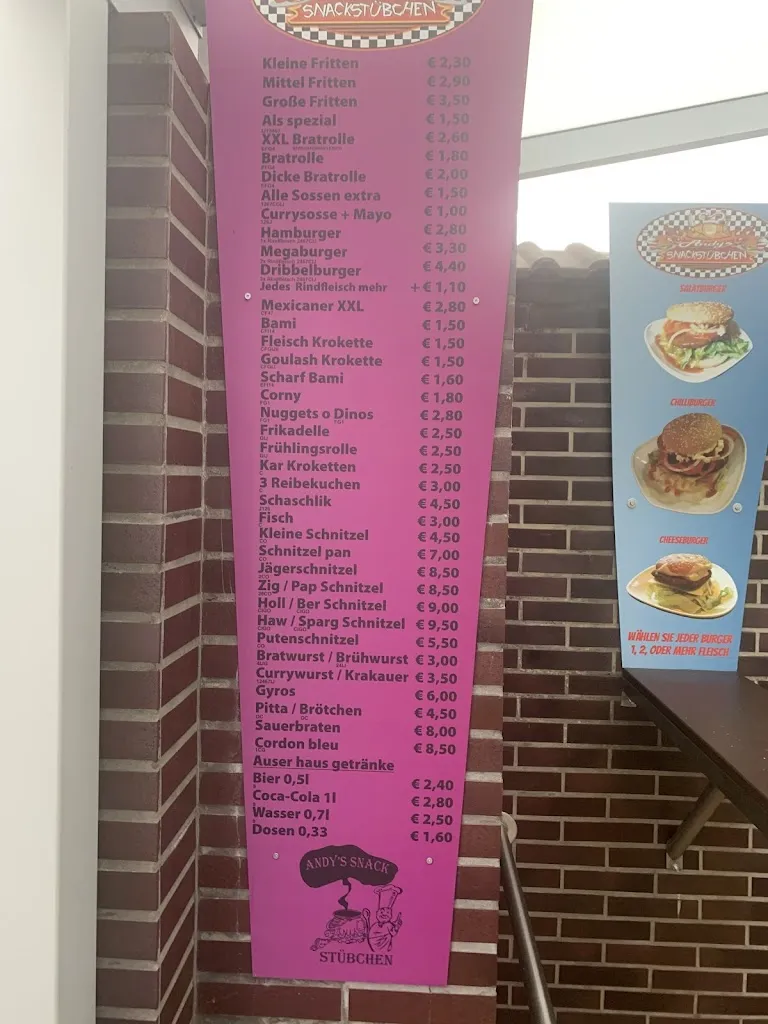 SNACKSTÜBCHEN
Kleine Fritten € 2,30
Mittel Fritten € 2,90
Große Fritten € 3,50
Als spezial € 1,50
XXL Bratrolle € 2,60
Bratrolle € 1,80
Dicke Bratrolle € 2,00
Alle Sossen extra € 1,50
Currysosse + Mayo € 1,00
Hamburger € 2,80
Megaburger € 3,30
Dribbelburger € 4,40
Jedes Rindfleisch mehr + € 1,10
Mexicaner XXL € 2,80
Bami € 1,50
Fleisch Krokette € 1,50
Goulash Krokette € 1,50
Scharf Bami € 1,60
Corny € 1,80
Nuggets o Dinos € 2,80
Frikadelle € 2,50
Frühlingsrolle € 2,50
Kar Kroketten € 2,50
3 Reibekuchen € 3,00
Schaschlik € 4,50
Fisch € 3,00
Kleine Schnitzel € 4,50
Schnitzel pan € 7,00
Jägerschnitzel € 8,50
Zig / Pap Schnitzel € 8,50
Holl / Ber Schnitzel € 9,00
Haw / Sparg Schnitzel € 9,50
Putenschnitzel € 5,50
Bratwurst / Brühwurst € 3,00
Currywurst / Krakauer € 3,50
Gyros € 6,00
Pitta / Brötchen € 4,50
Sauerbraten € 8,00
Cordon bleu € 8,50
Auser haus getränke
Bier 0,5l € 2,40
Coca-Cola 1l € 2,80
Wasser 0,7l € 2,50
Dosen 0,33 € 1,60
ANDY'S SNACK
STÜBCHEN
Andy's
SNACKSTÜBCHEN
SALATBURGER
CHILLIBURGER
CHEESEBURGER
WÄHLEN SIE JEDER BURGER
1, 2, ODER MEHR FLEISCH